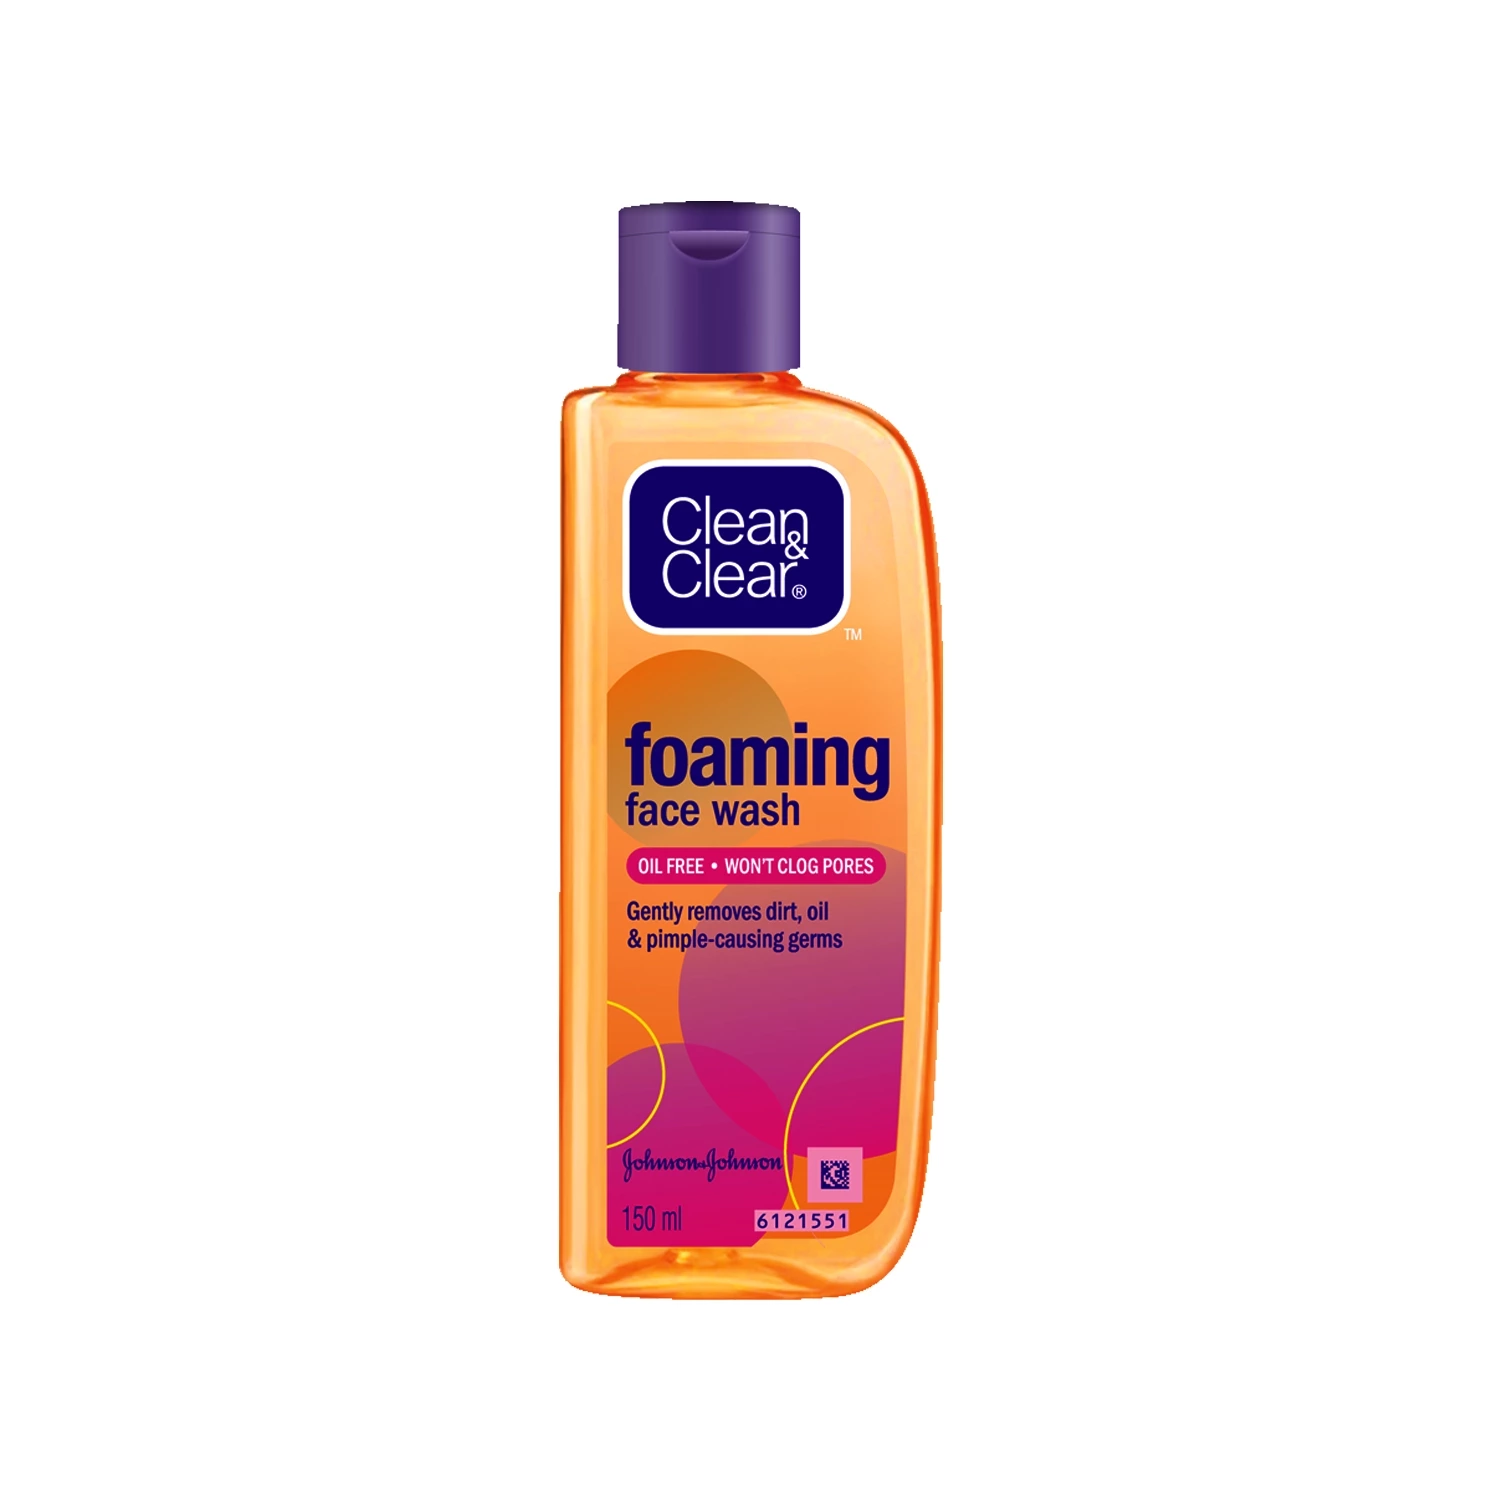 Clean
&
Clear®
TM
foaming
face wash
OIL FREE • WON'T CLOG PORES
Gently removes dirt, oil
& pimple-causing germs
Johnson+Johnson
150 ml
6121551